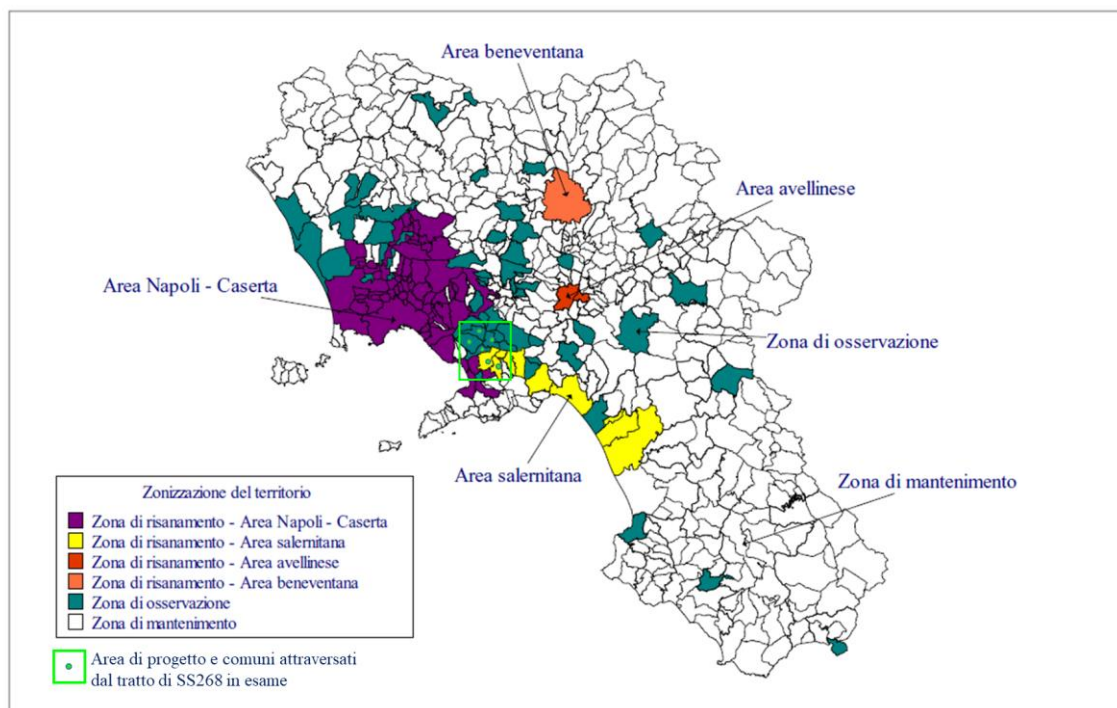 Area beneventana
Area avellinese
Area Napoli - Caserta
Zona di osservazione
Area salernitana
Zona di mantenimento
Zonizzazione del territorio
Zona di risanamento - Area Napoli - Caserta
Zona di risanamento - Area salernitana
Zona di risanamento - Area avellinese
Zona di risanamento - Area beneventana
Zona di osservazione
Zona di mantenimento
Area di progetto e comuni attraversati
dal tratto di SS268 in esame